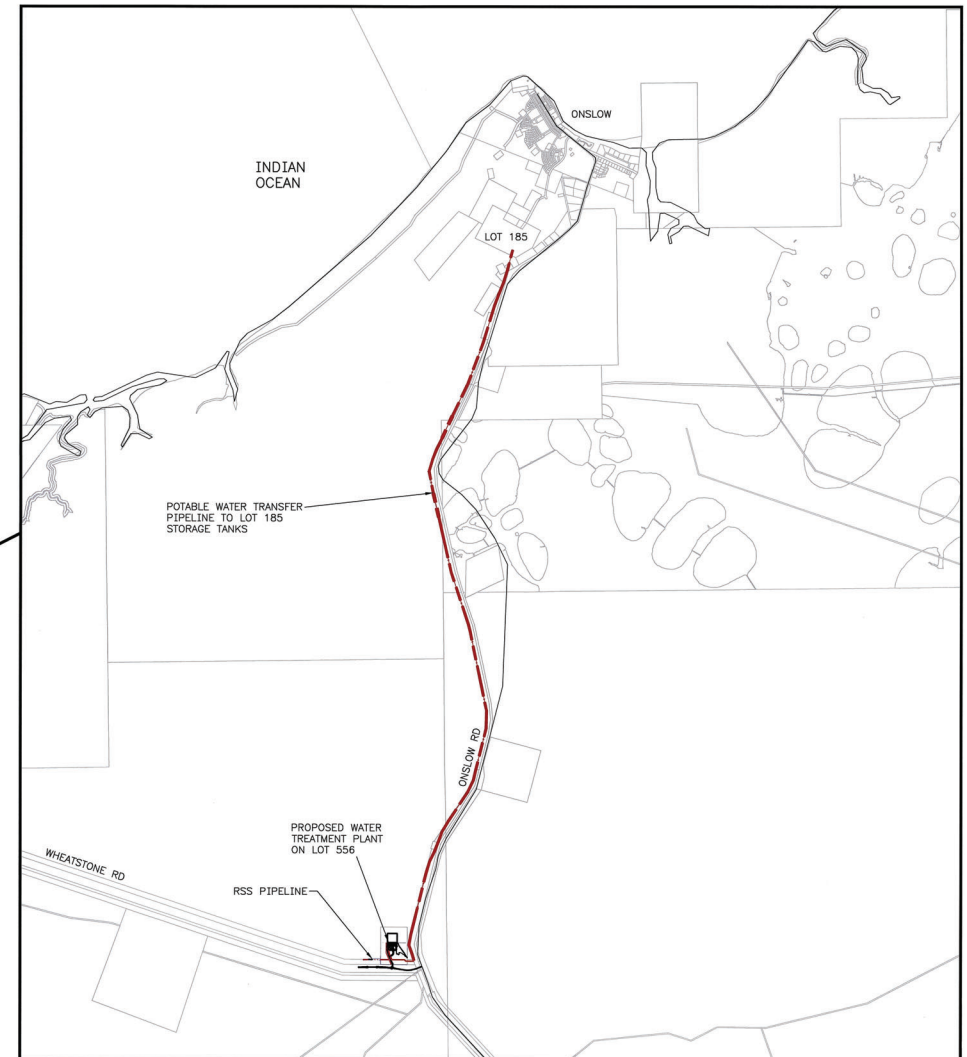 ONSLOW
INDIAN
OCEAN
LOT 185
POTABLE WATER TRANSFER
PIPELINE TO LOT 185
STORAGE TANKS
ONSLOW RD
PROPOSED WATER
TREATMENT PLANT
ON LOT 556
WHEATSTONE RD
RSS PIPELINE